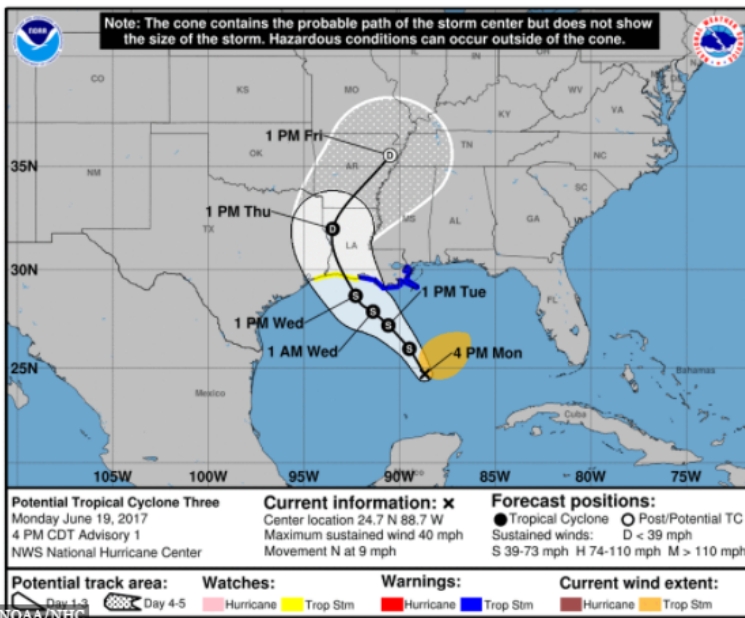 Note: The cone contains the probable path of the storm center but does not show
the size of the storm. Hazardous conditions can occur outside of the cone.
NOAA
NATIONAL WEATHER SERVICE
CO
KS
MO
IL
WV
VA
KY
1 PM Fri
D
35N
NM
OK
AR
TN
NC
SC
1 PM Thu
D
TX
LA
MS
AL
GA
30N
FL
1 PM Tue
S
1 PM Wed
S
S
1 AM Wed
S
4 PM Mon
25N
Mexico
Bahamas
Cuba
105W
100W
95W
90W
85W
80W
75W
Potential Tropical Cyclone Three
Monday June 19, 2017
4 PM CDT Advisory 1
NWS National Hurricane Center
Current information: ×
Center location 24.7 N 88.7 W
Maximum sustained wind 40 mph
Movement N at 9 mph
Forecast positions:
Tropical Cyclone Post/Potential TC
Sustained winds: D < 39 mph
S 39-73 mph H 74-110 mph M > 110 mph
Potential track area:
Day 1-3 Day 4-5
Watches:
Hurricane Trop Stm
Warnings:
Hurricane Trop Stm
Current wind extent:
Hurricane Trop Stm
NOAA/NHC